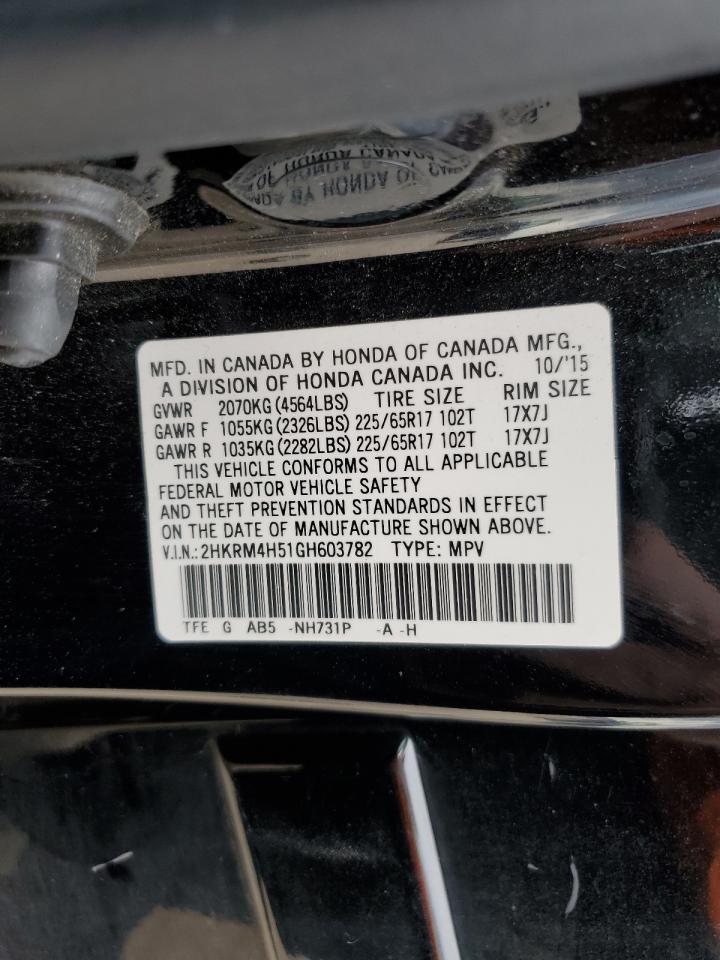 MFD. IN CANADA BY HONDA OF CANADA MFG.,
A DIVISION OF HONDA CANADA INC. 10/'15
GVWR 2070KG (4564LBS) TIRE SIZE RIM SIZE
GAWR F 1055KG (2326LBS) 225/65R17 102T 17X7J
GAWR R 1035KG (2282LBS) 225/65R17 102T 17X7J
THIS VEHICLE CONFORMS TO ALL APPLICABLE
FEDERAL MOTOR VEHICLE SAFETY
AND THEFT PREVENTION STANDARDS IN EFFECT
ON THE DATE OF MANUFACTURE SHOWN ABOVE.
V.I.N.: 2HKRM4H51GH603782 TYPE: MPV
TFE G AB5 -NH731P -A -H